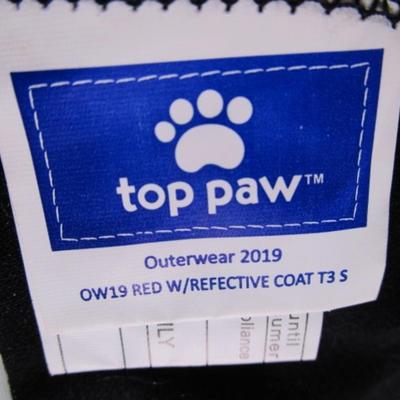 top paw™
Outerwear 2019
OW19 RED W/REFECTIVE COAT T3 S